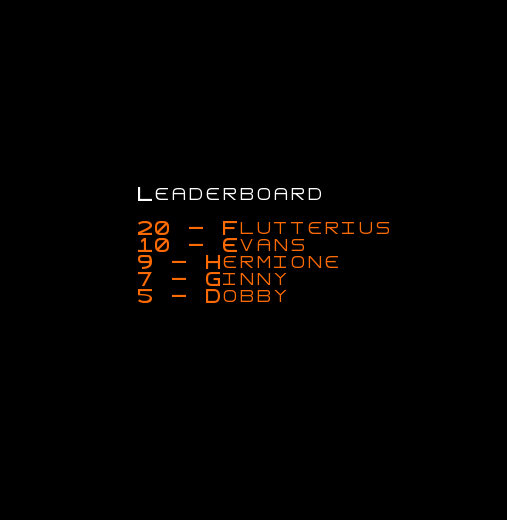 Leaderboard
20 - Flutterius
10 - Evans
9 - Hermione
7 - Ginny
5 - Dobby